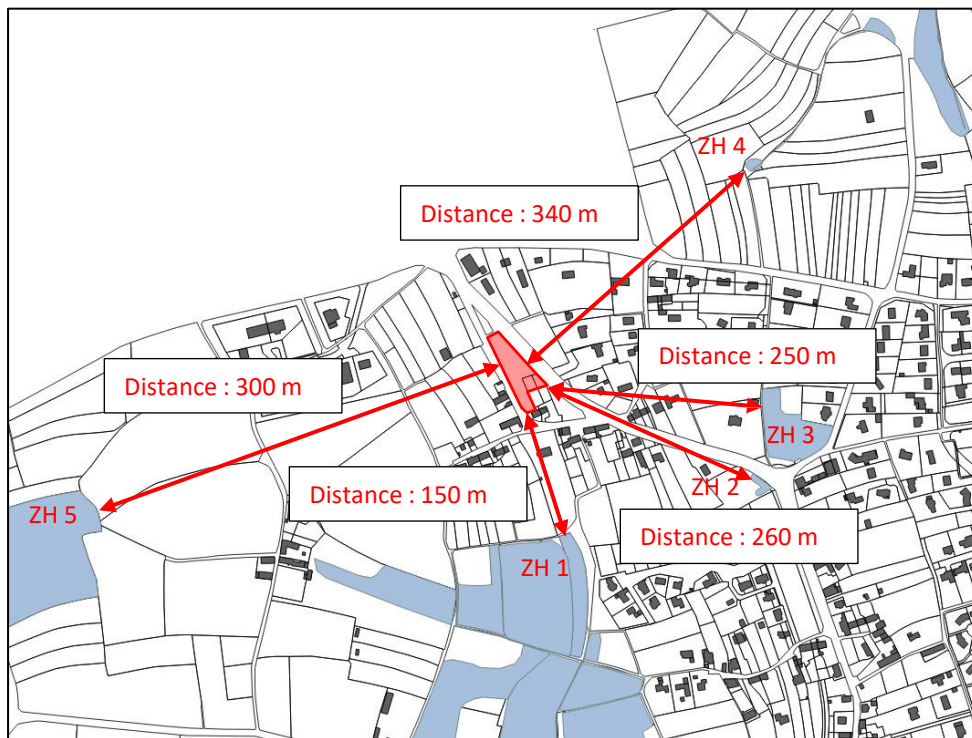 ZH 4
Distance : 340 m
Distance : 250 m
Distance : 300 m
ZH 3
Distance : 150 m
ZH 2
ZH 5
Distance : 260 m
ZH 1